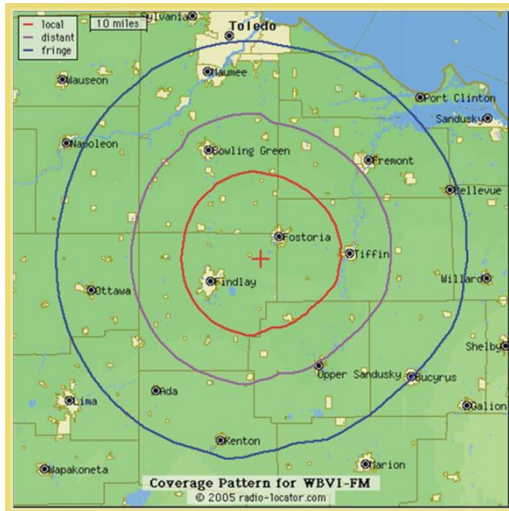 local
distant
fringe
10 miles
Sylvania
Toledo
Maumee
Wauseon
Port Clinton
Sandusky
Napoleon
Bowling Green
Fremont
Bellevue
Fostoria
Tiffin
Findlay
Willard
Ottawa
Shelby
Upper Sandusky
Bucyrus
Ada
Lima
Galion
Kenton
Wapakoneta
Marion
Coverage Pattern for WBVI-FM
© 2005 radio-locator.com